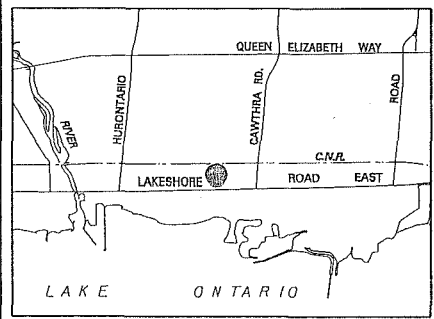 QUEEN ELIZABETH WAY
HURONTARIO
CAWTHRA RD.
ROAD
RIVER
C.N.R.
LAKESHORE ROAD EAST
LAKE ONTARIO